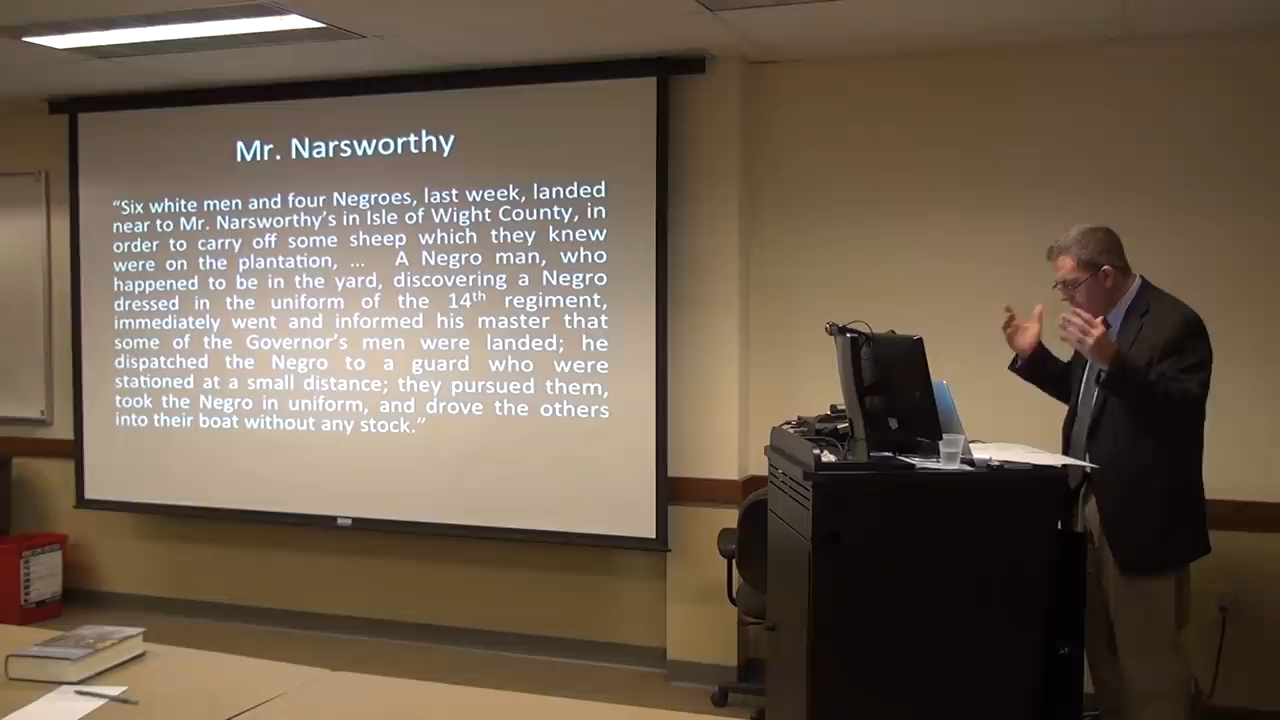 Mr. Narsworthy
“Six white men and four Negroes, last week, landed
near to Mr. Narsworthy’s in Isle of Wight County, in
order to carry off some sheep which they knew
were on the plantation, ... A Negro man, who
happened to be in the yard, discovering a Negro
dressed in the uniform of the 14th regiment,
immediately went and informed his master that
some of the Governor’s men were landed; he
dispatched the Negro to a guard who were
stationed at a small distance; they pursued them,
took the Negro in uniform, and drove the others
into their boat without any stock.”